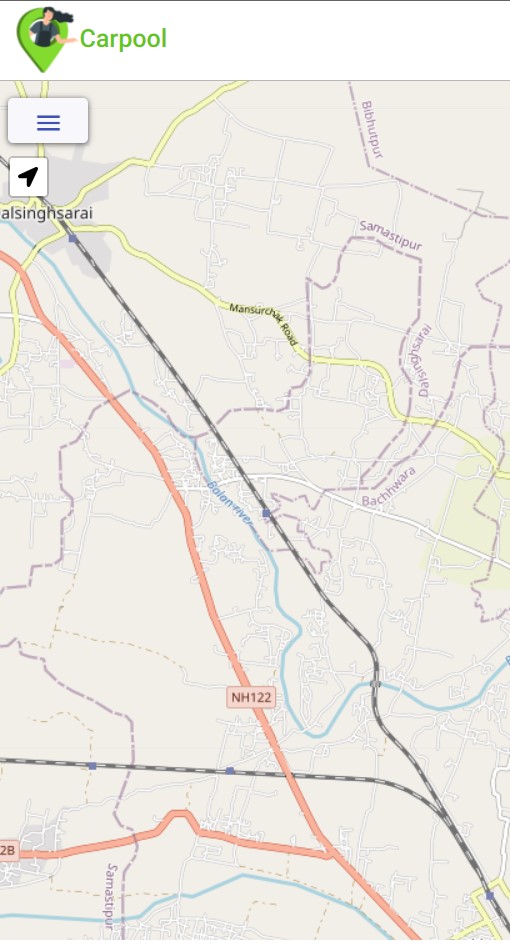 Carpool
Bibhutpur
alsinghsarai
Samastipur
Mansurchak Road
Dalsinghsarai
Bachhwara
Balan river
NH122
2B
Samastipur